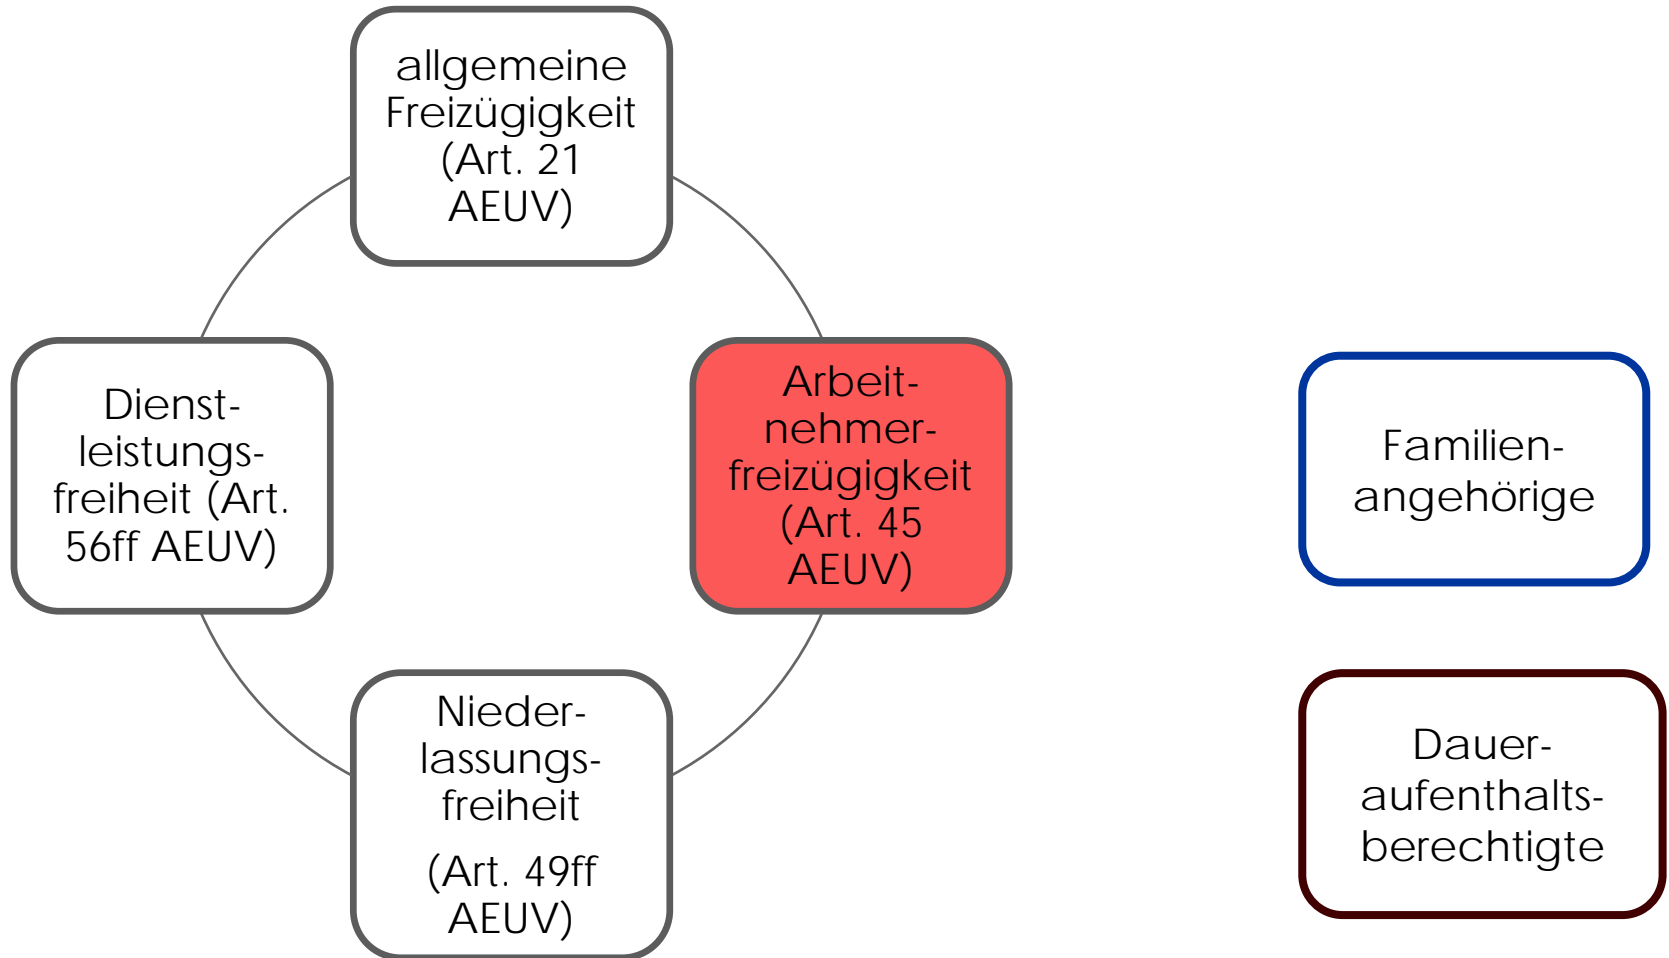 allgemeine
Freizügigkeit
(Art. 21
AEUV)
Dienst-
leistungs-
freiheit (Art.
56ff AEUV)
Arbeit-
nehmer-
freizügigkeit
(Art. 45
AEUV)
Nieder-
lassungs-
freiheit
(Art. 49ff
AEUV)
Familien-
angehörige
Dauer-
aufenthalts-
berechtigte